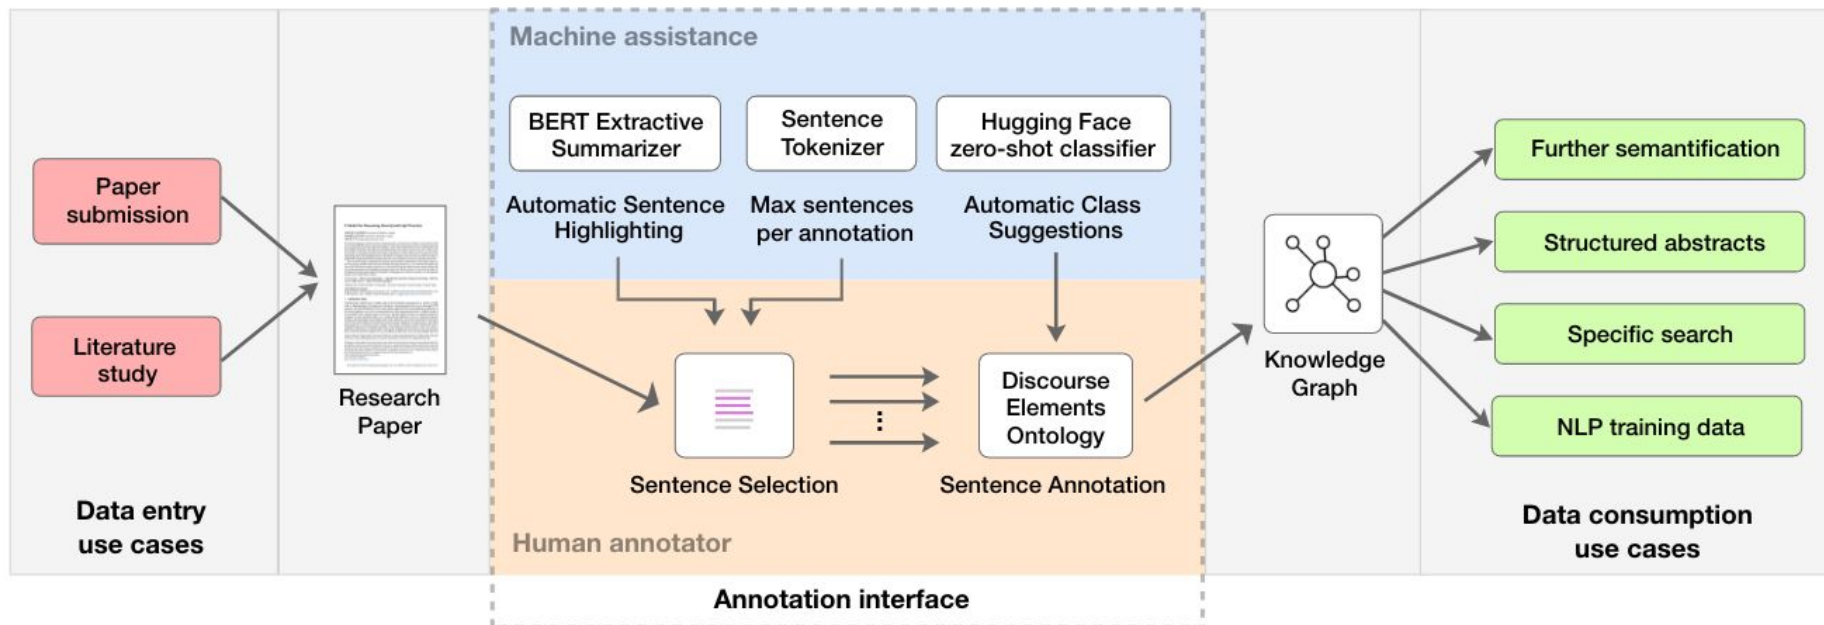 Machine assistance
BERT Extractive
Summarizer
Sentence
Tokenizer
Hugging Face
zero-shot classifier
Automatic Sentence
Highlighting
Max sentences
per annotation
Automatic Class
Suggestions
Paper
submission
Literature
study
Research
Paper
Data entry
use cases
Sentence Selection
Discourse
Elements
Ontology
Sentence Annotation
Human annotator
Annotation interface
Knowledge
Graph
Further semantification
Structured abstracts
Specific search
NLP training data
Data consumption
use cases